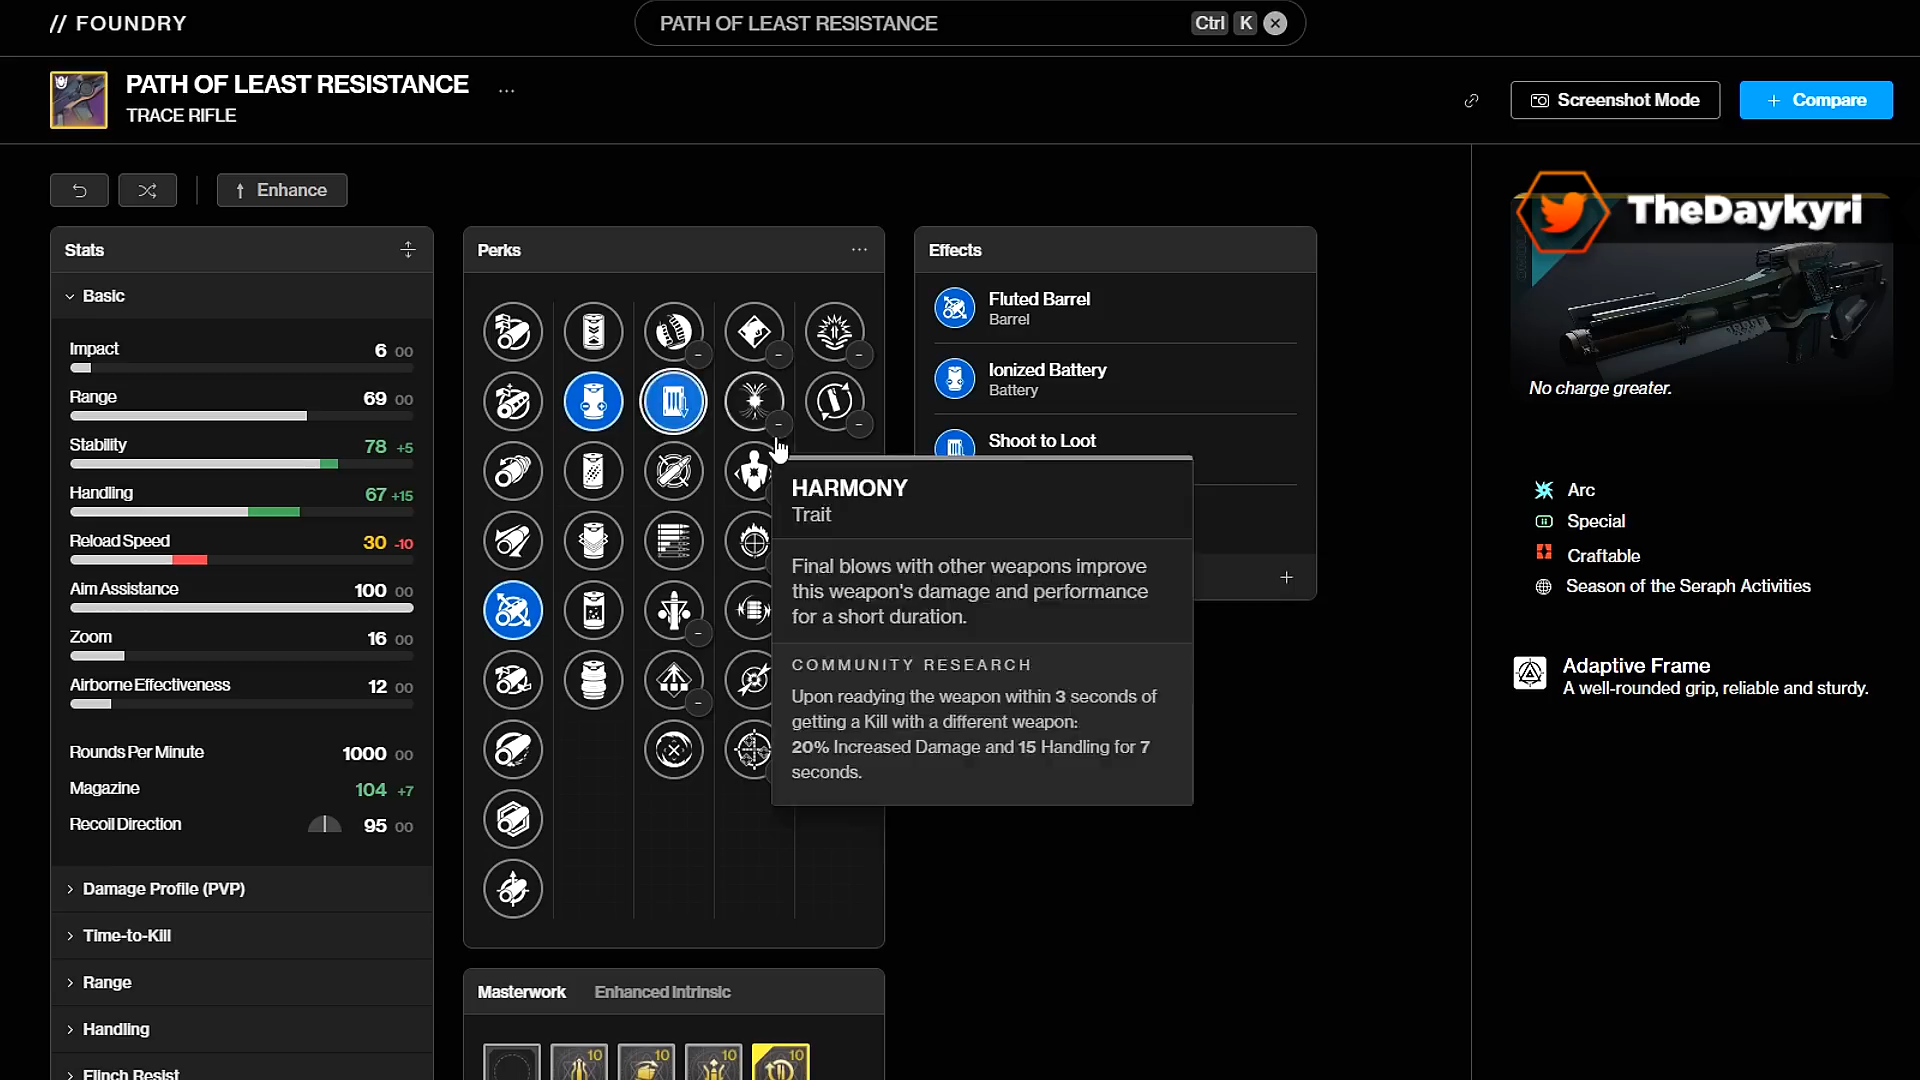 // FOUNDRY
PATH OF LEAST RESISTANCE
Ctrl K
PATH OF LEAST RESISTANCE ...
TRACE RIFLE
Screenshot Mode
+ Compare
Enhance
Stats
Basic
Impact 6 00
Range 69 00
Stability 78 +5
Handling 67 +15
Reload Speed 30 -10
Aim Assistance 100 00
Zoom 16 00
Airborne Effectiveness 12 00
Rounds Per Minute 1000 00
Magazine 104 +7
Recoil Direction 95 00
Damage Profile (PVP)
Time-to-Kill
Range
Handling
Flinch Resist
Perks
Masterwork Enhanced Intrinsic
10 10 10 10
Effects
Fluted Barrel
Barrel
Ionized Battery
Battery
Shoot to Loot
HARMONY
Trait
Final blows with other weapons improve
this weapon's damage and performance
for a short duration.
COMMUNITY RESEARCH
Upon readying the weapon within 3 seconds of
getting a Kill with a different weapon:
20% Increased Damage and 15 Handling for 7
seconds.
TheDaykyri
No charge greater.
Arc
Special
Craftable
Season of the Seraph Activities
Adaptive Frame
A well-rounded grip, reliable and sturdy.